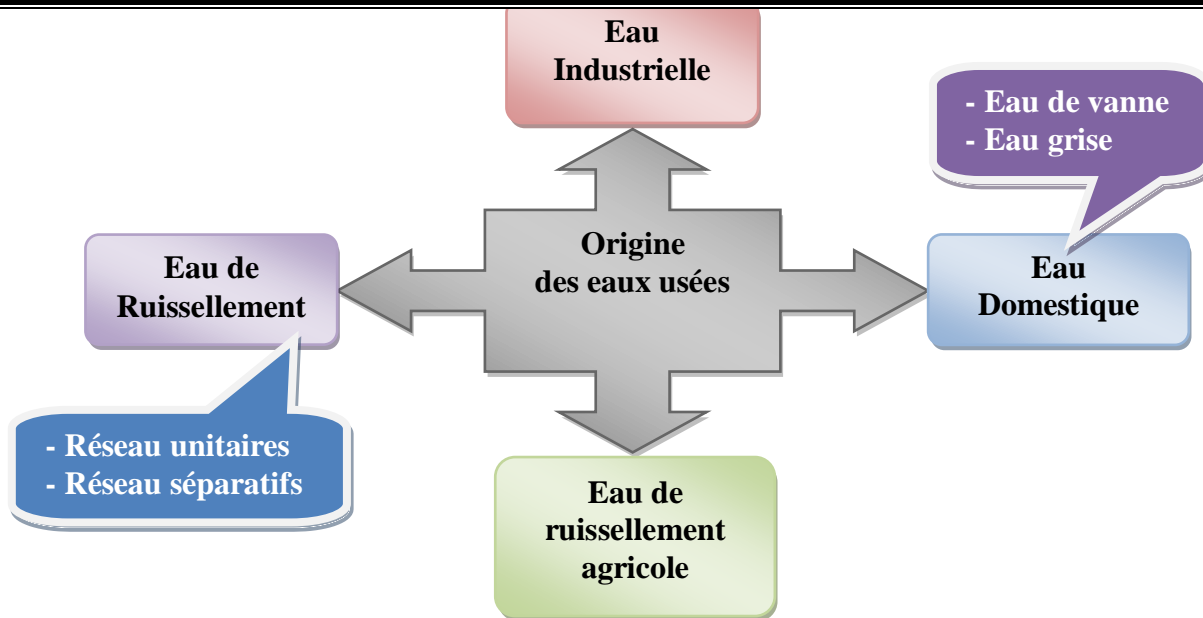 Eau
Industrielle
- Eau de vanne
- Eau grise
Origine
des eaux usées
Eau de
Ruissellement
Eau
Domestique
- Réseau unitaires
- Réseau séparatifs
Eau de
ruissellement
agricole